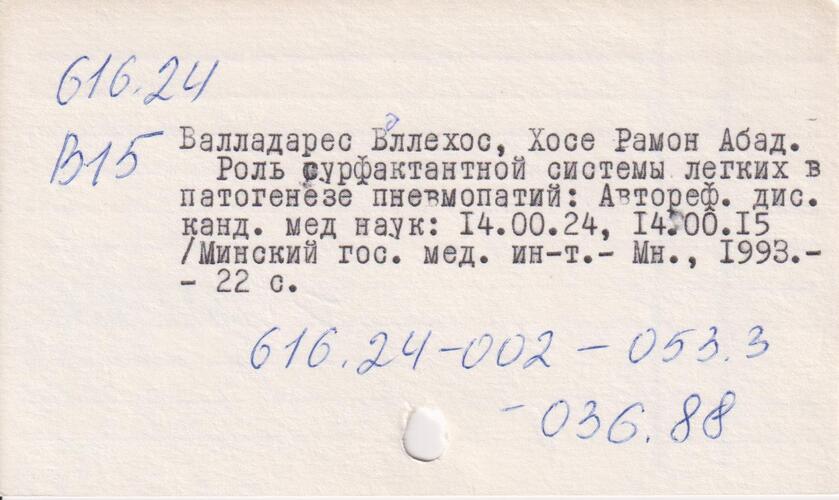 616.24
В15
Валладарес Вạллехос, Хосе Рамон Абад.
Роль сурфактантной системы легких в
патогенезе пневмопатий: Автореф. дис.
канд. мед наук: I4.00.24, I4.00.I5
/Минский гос. мед. ин-т.- Мн., I993.-
- 22 с.
616.24-002-053.3
-036.88